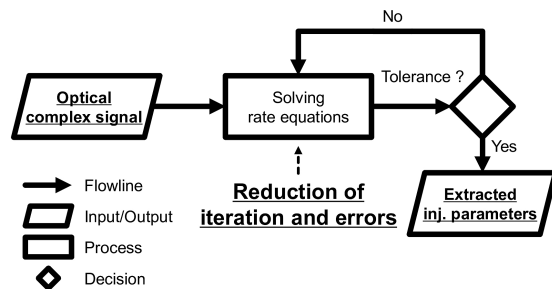 No
Optical
complex signal
Solving
rate equations
Tolerance ?
Yes
Reduction of
iteration and errors
Extracted
inj. parameters
Flowline
Input/Output
Process
Decision